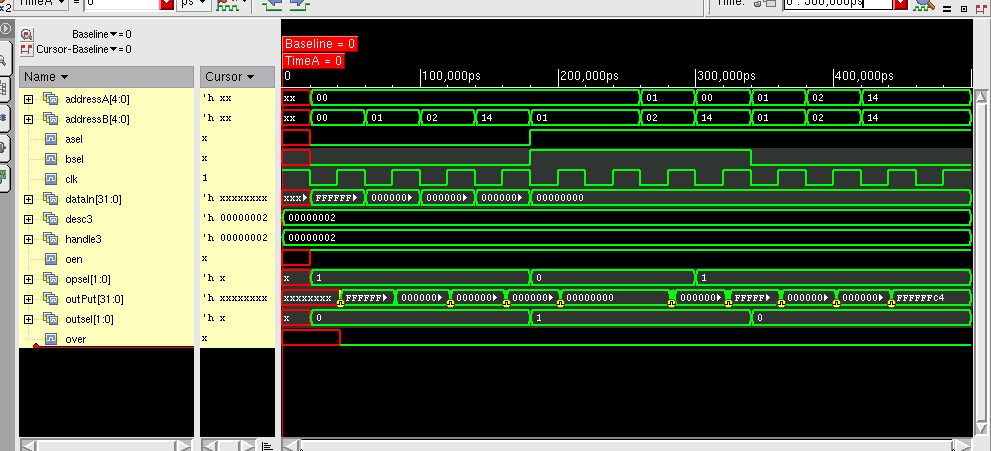 x2 TimeA = 0 ps Time: 0 : 500,000ps
Baseline = 0
Cursor-Baseline = 0
Baseline = 0
TimeA = 0
Name Cursor 0 100,000ps 200,000ps 300,000ps 400,000ps
addressA[4:0] 'h xx xx 00 01 00 01 02 14
addressB[4:0] 'h xx xx 00 01 02 14 01 02 14 01 02 14
asel x
bsel x
clk 1
dataIn[31:0] 'h xxxxxxxx xxx FFFFFF 000000 000000 000000 00000000
desc3 'h 00000002 00000002
handle3 'h 00000002 00000002
oen x
opsel[1:0] 'h x x 1 0 1
outPut[31:0] 'h xxxxxxxx xxxxxxxx FFFFFF 000000 000000 000000 00000000 000000 FFFFF 000000 000000 FFFFFFC4
outsel[1:0] 'h x x 0 1 0
over x